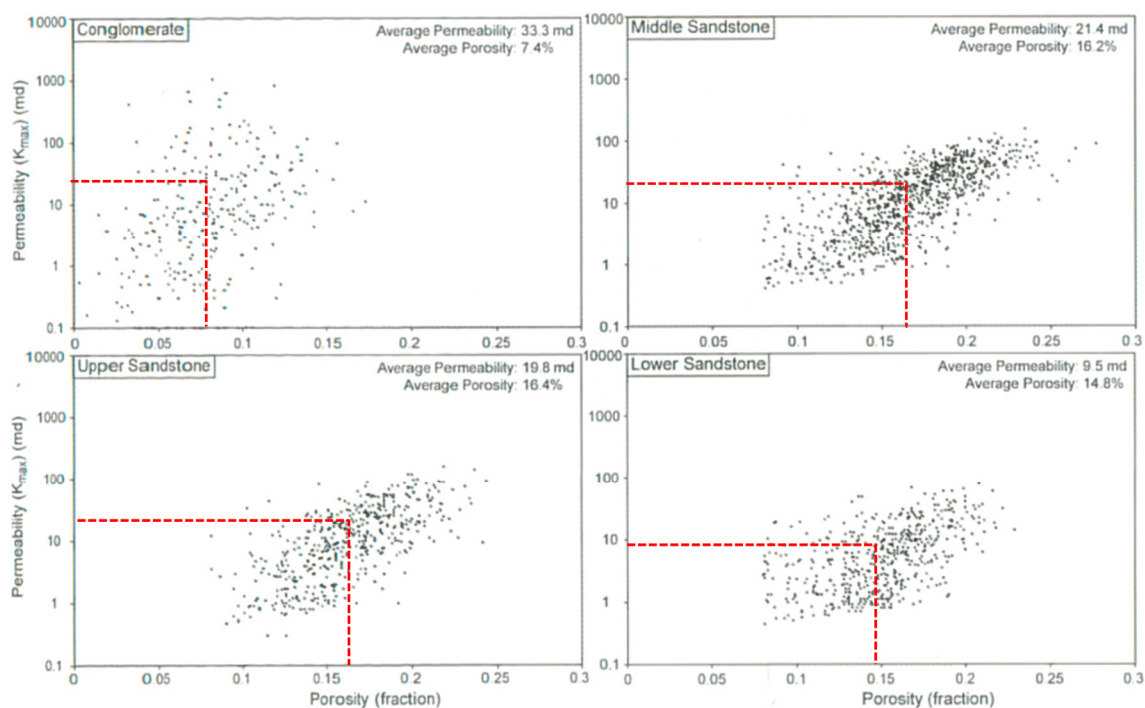 Conglomerate
Average Permeability: 33.3 md
Average Porosity: 7.4%
Permeability (Kmax) (md)
10000
1000
100
10
1
0.1
0 0.05 0.1 0.15 0.2 0.25 0.3
Middle Sandstone
Average Permeability: 21.4 md
Average Porosity: 16.2%
10000
1000
100
10
1
0.1
0 0.05 0.1 0.15 0.2 0.25 0.3
Upper Sandstone
Average Permeability: 19.8 md
Average Porosity: 16.4%
Permeability (Kmax) (md)
10000
1000
100
10
1
0.1
0 0.05 0.1 0.15 0.2 0.25 0.3
Porosity (fraction)
Lower Sandstone
Average Permeability: 9.5 md
Average Porosity: 14.8%
10000
1000
100
10
1
0.1
0 0.05 0.1 0.15 0.2 0.25 0.3
Porosity (fraction)